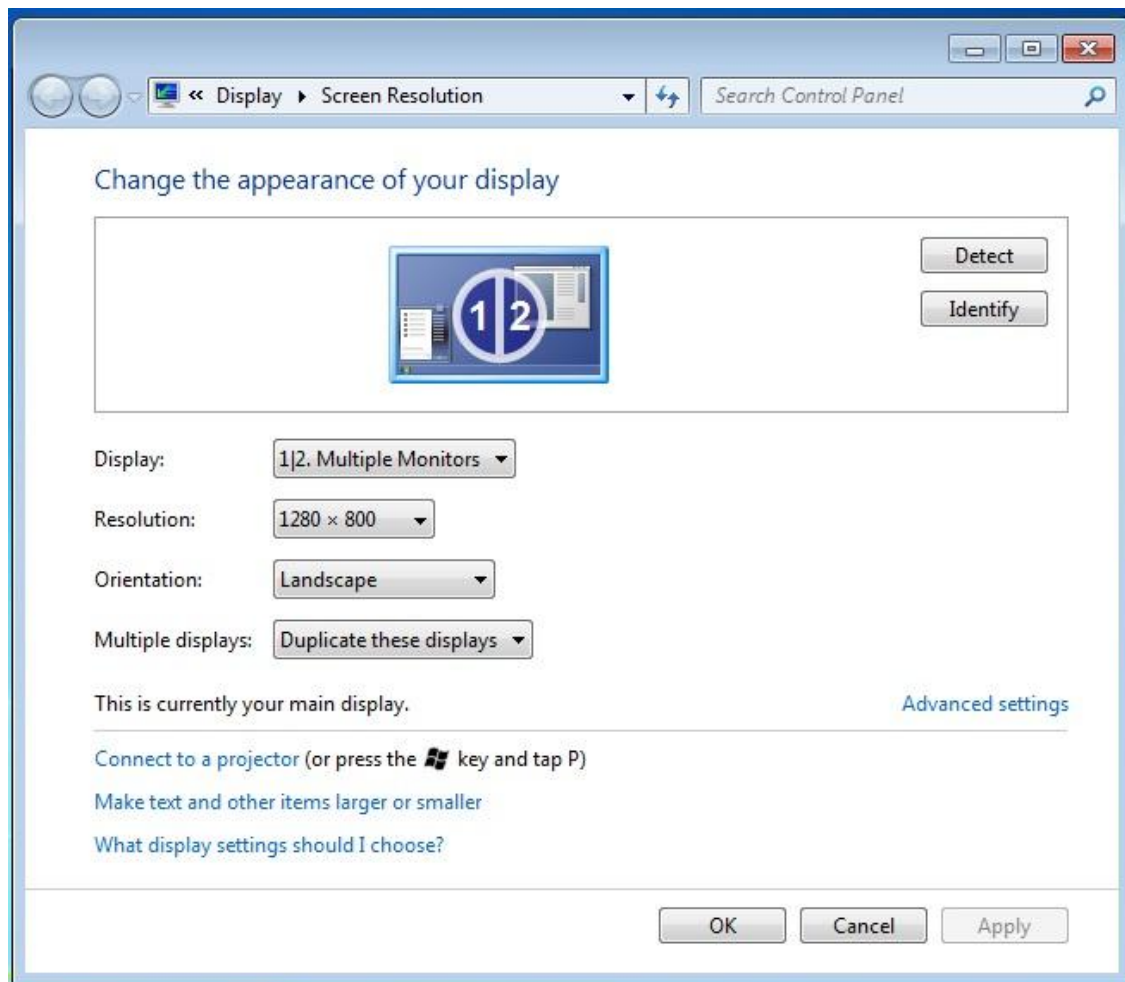 « Display ▸ Screen Resolution
Search Control Panel
Change the appearance of your display
1|2
Detect
Identify
Display: 1|2. Multiple Monitors
Resolution: 1280 × 800
Orientation: Landscape
Multiple displays: Duplicate these displays
This is currently your main display. Advanced settings
Connect to a projector (or press the key and tap P)
Make text and other items larger or smaller
What display settings should I choose?
OK Cancel Apply